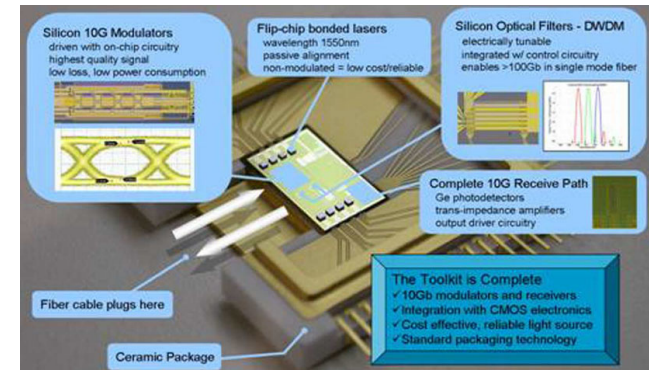 Silicon 10G Modulators
driven with on-chip circuitry
highest quality signal
low loss, low power consumption
Flip-chip bonded lasers
wavelength 1550nm
passive alignment
non-modulated = low cost/reliable
Silicon Optical Filters - DWDM
electrically tunable
integrated w/ control circuitry
enables >100Gb in single mode fiber
Complete 10G Receive Path
Ge photodetectors
trans-impedance amplifiers
output driver circuitry
Fiber cable plugs here
Ceramic Package
The Toolkit is Complete
✓10Gb modulators and receivers
✓Integration with CMOS electronics
✓Cost effective, reliable light source
✓Standard packaging technology